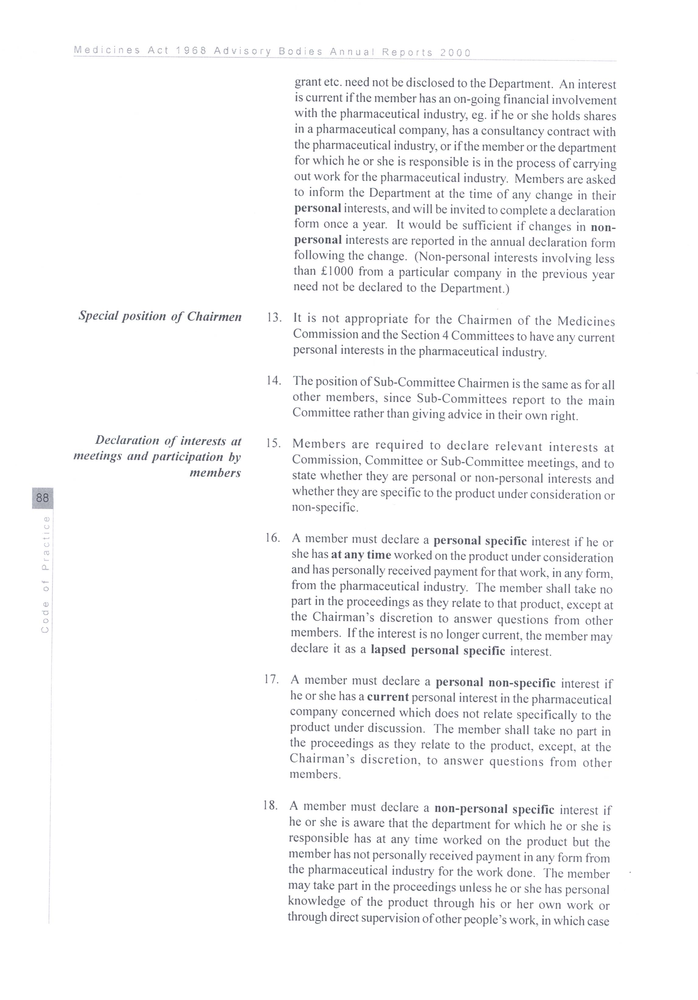 Medicines Act 1968 Advisory Bodies Annual Reports 2000
grant etc. need not be disclosed to the Department. An interest
is current if the member has an on-going financial involvement
with the pharmaceutical industry, eg. if he or she holds shares
in a pharmaceutical company, has a consultancy contract with
the pharmaceutical industry, or if the member or the department
for which he or she is responsible is in the process of carrying
out work for the pharmaceutical industry. Members are asked
to inform the Department at the time of any change in their
personal interests, and will be invited to complete a declaration
form once a year. It would be sufficient if changes in non-
personal interests are reported in the annual declaration form
following the change. (Non-personal interests involving less
than £1000 from a particular company in the previous year
need not be declared to the Department.)
Special position of Chairmen
13. It is not appropriate for the Chairmen of the Medicines
Commission and the Section 4 Committees to have any current
personal interests in the pharmaceutical industry.
14. The position of Sub-Committee Chairmen is the same as for all
other members, since Sub-Committees report to the main
Committee rather than giving advice in their own right.
Declaration of interests at
meetings and participation by
members
15. Members are required to declare relevant interests at
Commission, Committee or Sub-Committee meetings, and to
state whether they are personal or non-personal interests and
whether they are specific to the product under consideration or
non-specific.
16. A member must declare a personal specific interest if he or
she has at any time worked on the product under consideration
and has personally received payment for that work, in any form,
from the pharmaceutical industry. The member shall take no
part in the proceedings as they relate to that product, except at
the Chairman's discretion to answer questions from other
members. If the interest is no longer current, the member may
declare it as a lapsed personal specific interest.
17. A member must declare a personal non-specific interest if
he or she has a current personal interest in the pharmaceutical
company concerned which does not relate specifically to the
product under discussion. The member shall take no part in
the proceedings as they relate to the product, except, at the
Chairman's discretion, to answer questions from other
members.
18. A member must declare a non-personal specific interest if
he or she is aware that the department for which he or she is
responsible has at any time worked on the product but the
member has not personally received payment in any form from
the pharmaceutical industry for the work done. The member
may take part in the proceedings unless he or she has personal
knowledge of the product through his or her own work or
through direct supervision of other people's work, in which case
88
Code of Practice